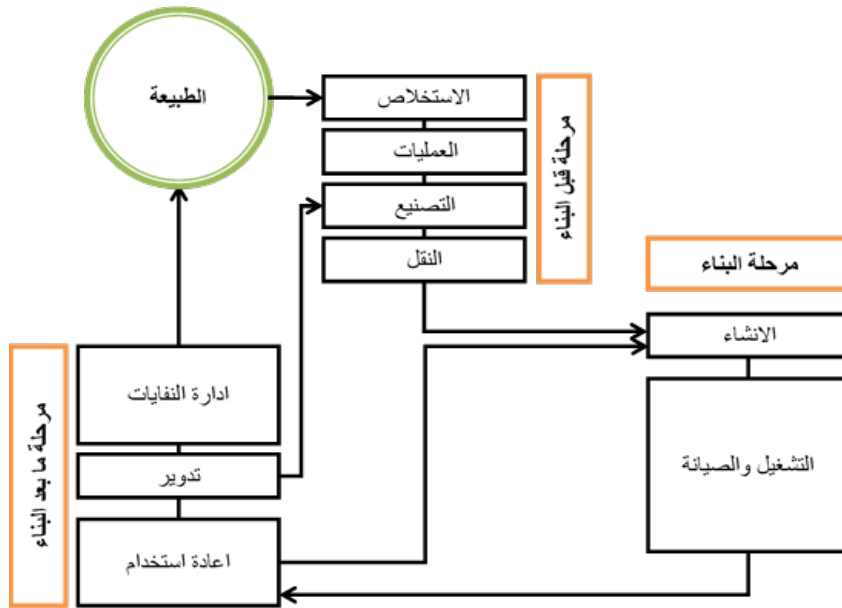 الطبيعة
الاستخلاص
العمليات
التصنيع
النقل
مرحلة قبل البناء
مرحلة البناء
الانشاء
التشغيل والصيانة
ادارة النفايات
تدوير
اعادة استخدام
مرحلة ما بعد البناء